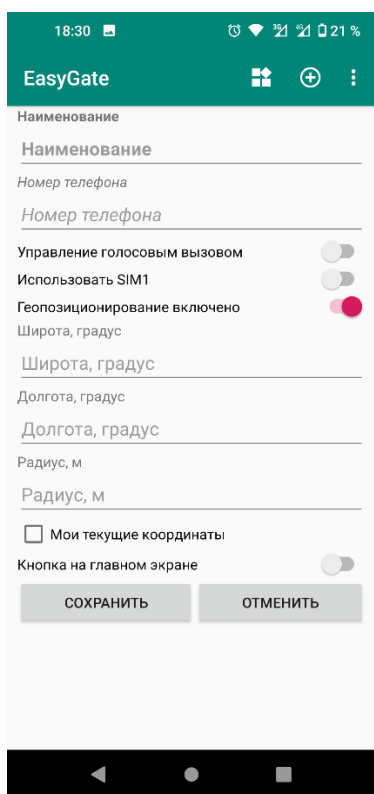 18:30 21 %
EasyGate
Наименование
Наименование
Номер телефона
Номер телефона
Управление голосовым вызовом
Использовать SIM1
Геопозиционирование включено
Широта, градус
Широта, градус
Долгота, градус
Долгота, градус
Радиус, м
Радиус, м
Мои текущие координаты
Кнопка на главном экране
СОХРАНИТЬ ОТМЕНИТЬ